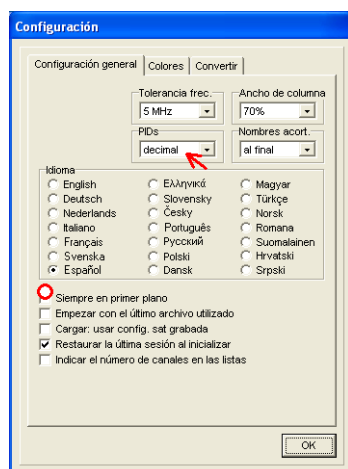 Configuración
Configuración general Colores Convertir
Tolerancia frec. Ancho de columna
5 MHz 70%
PIDs Nombres acort.
decimal al final
Idioma
English Ελληνικά Magyar
Deutsch Slovensky Türkçe
Nederlands Česky Norsk
Italiano Português Romana
Français Русский Suomalainen
Svenska Polski Hrvatski
Español Dansk Srpski
Siempre en primer plano
Empezar con el último archivo utilizado
Cargar: usar config. sat grabada
Restaurar la última sesión al inicializar
Indicar el número de canales en las listas
OK